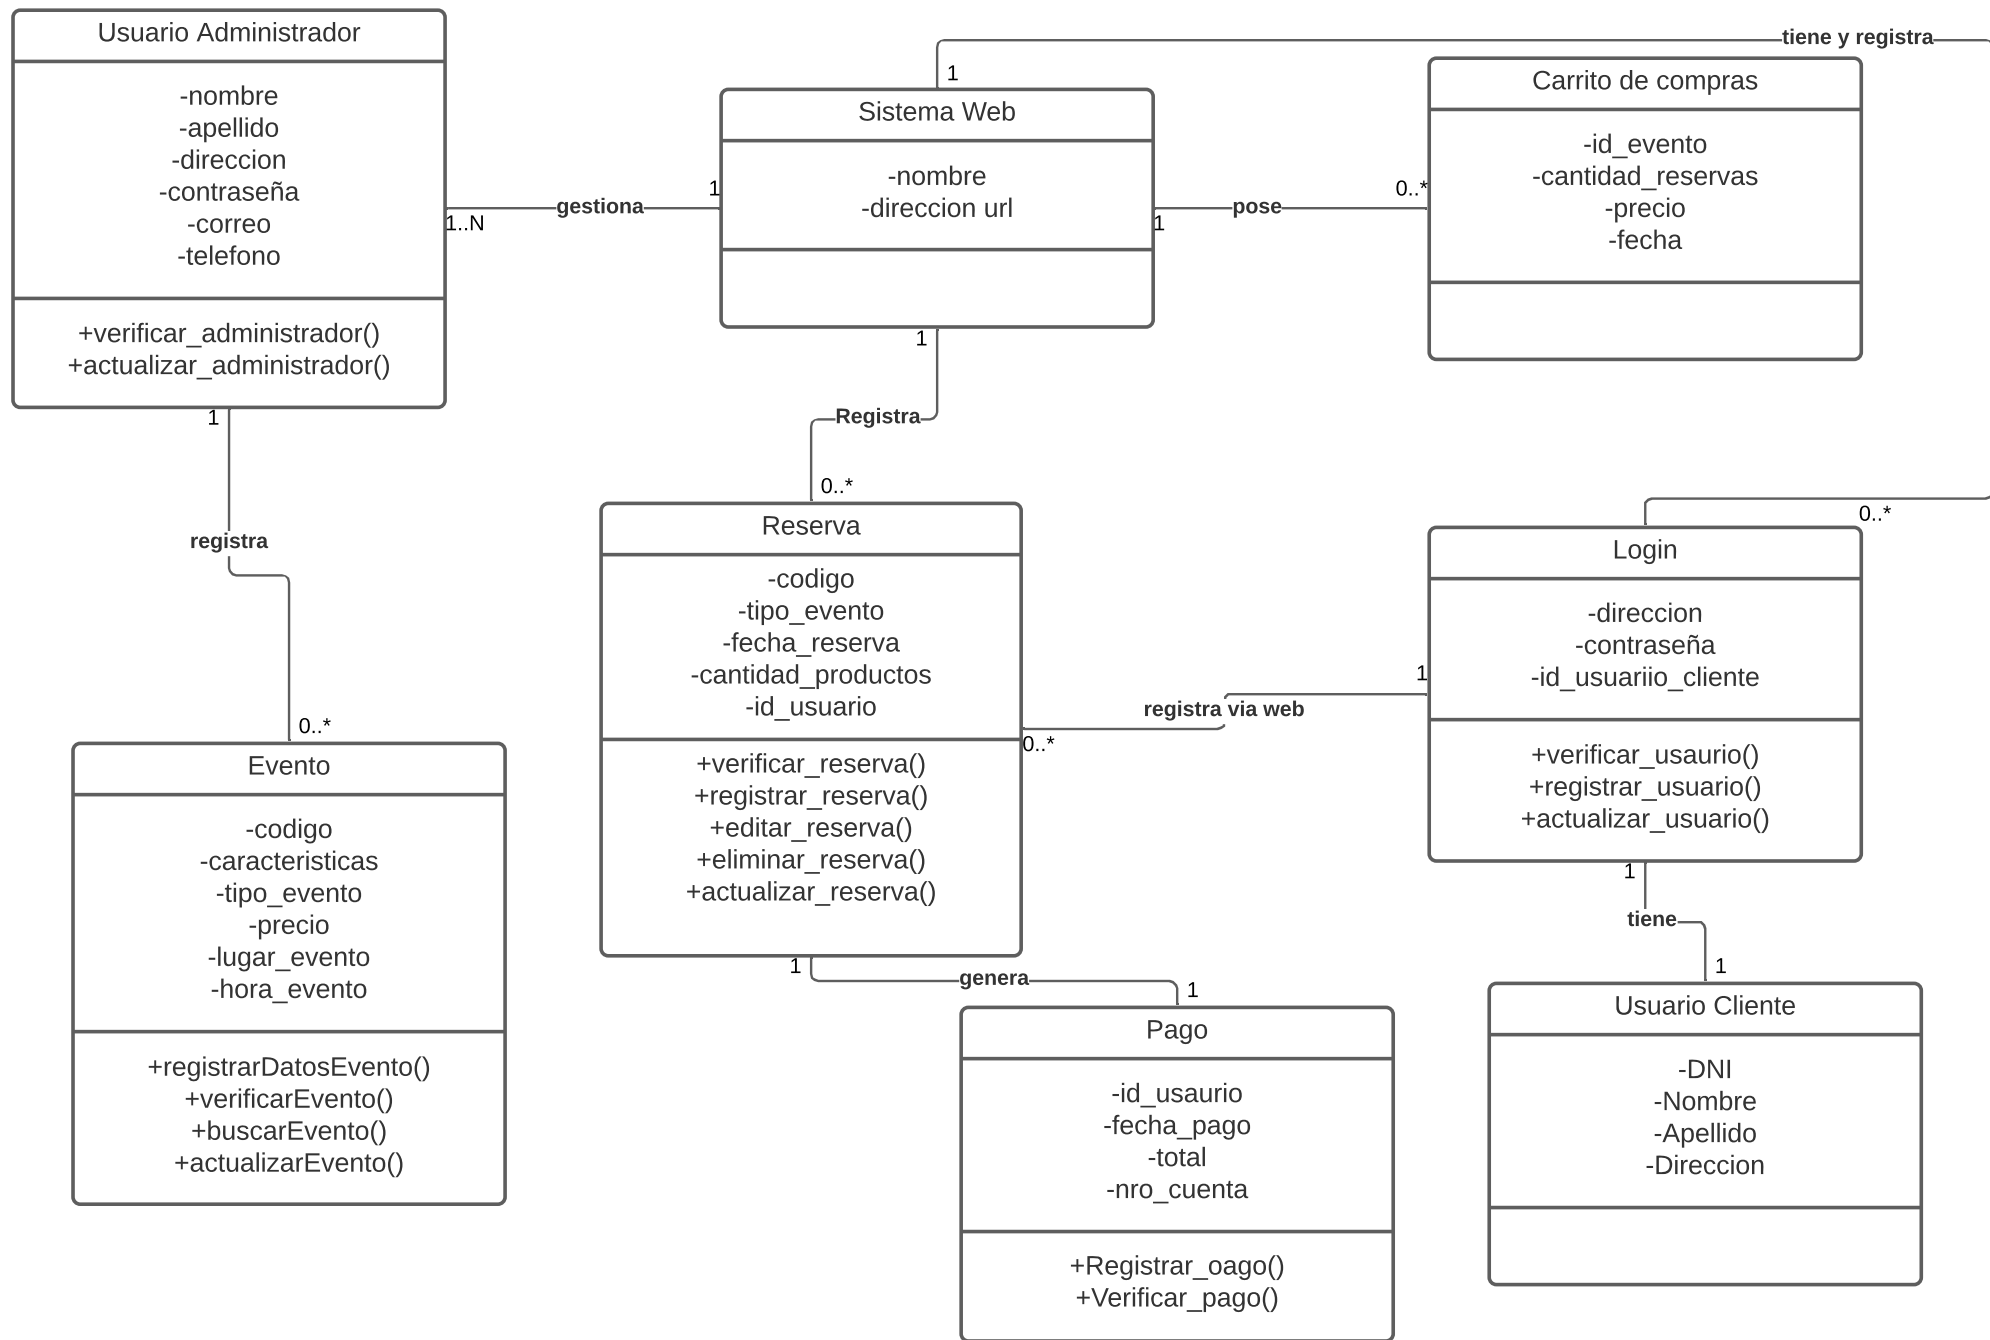 Usuario Administrador
-nombre
-apellido
-direccion
-contraseña
-correo
-telefono
+verificar_administrador()
+actualizar_administrador()
1
registra
0..*
1..N
gestiona
1
Sistema Web
-nombre
-direccion url
1
tiene y registra
0..*
1
pose
0..*
Carrito de compras
-id_evento
-cantidad_reservas
-precio
-fecha
1
Registra
0..*
Reserva
-codigo
-tipo_evento
-fecha_reserva
-cantidad_productos
-id_usuario
+verificar_reserva()
+registrar_reserva()
+editar_reserva()
+eliminar_reserva()
+actualizar_reserva()
0..*
registra via web
1
Login
-direccion
-contraseña
-id_usuariio_cliente
+verificar_usaurio()
+registrar_usuario()
+actualizar_usuario()
1
tiene
1
Evento
-codigo
-caracteristicas
-tipo_evento
-precio
-lugar_evento
-hora_evento
+registrarDatosEvento()
+verificarEvento()
+buscarEvento()
+actualizarEvento()
1
genera
1
Pago
-id_usaurio
-fecha_pago
-total
-nro_cuenta
+Registrar_oago()
+Verificar_pago()
Usuario Cliente
-DNI
-Nombre
-Apellido
-Direccion